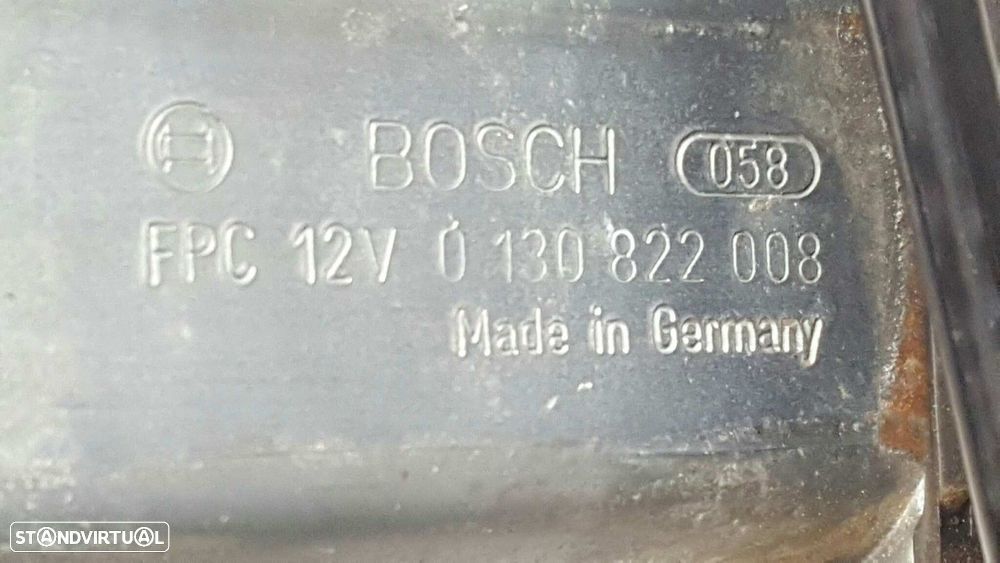 BOSCH 058
FPC 12V 0 130 822 008
Made in Germany
STANDVIRTUAL